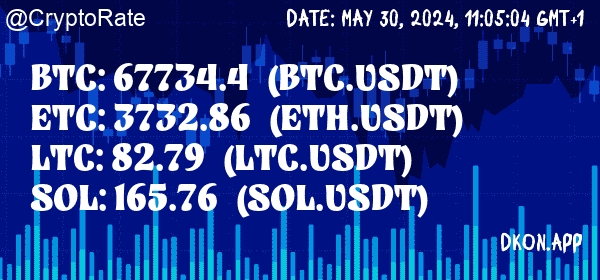 @CryptoRate
DATE: MAY 30, 2024, 11:05:04 GMT+1
BTC: 67734.4 (BTC.USDT)
ETC: 3732.86 (ETH.USDT)
LTC: 82.79 (LTC.USDT)
SOL: 165.76 (SOL.USDT)
DKON.APP